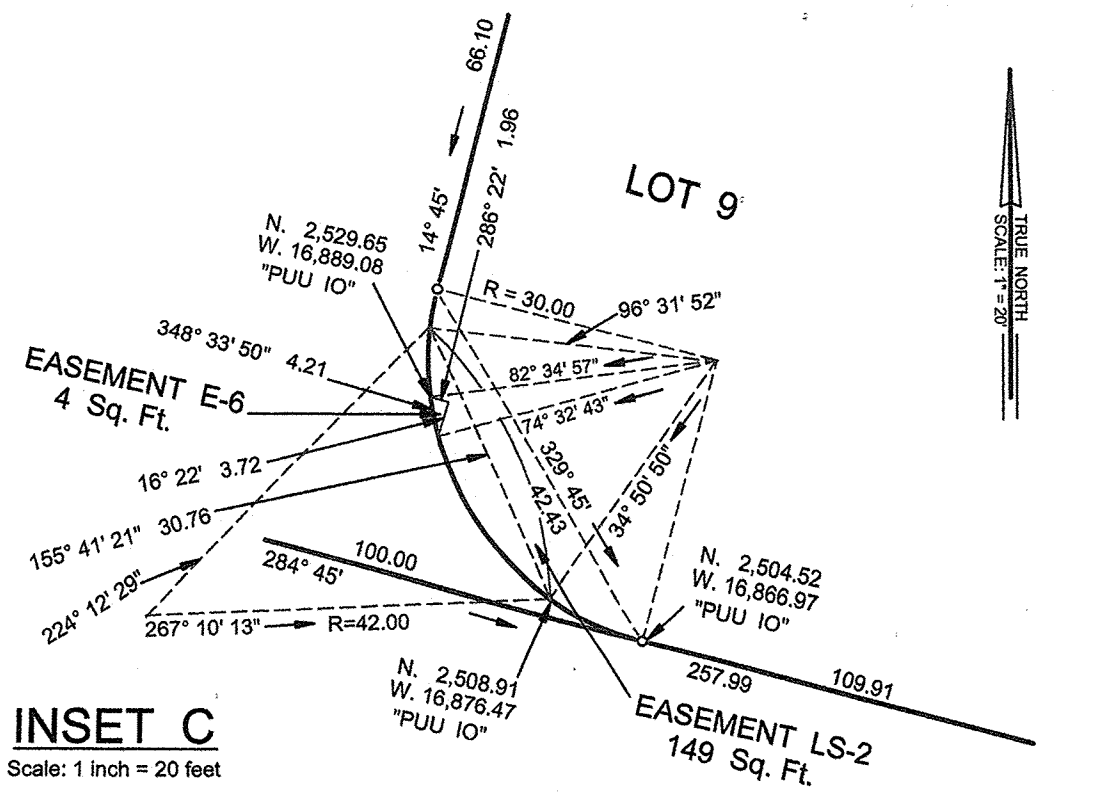 66.10
1.96
286° 22'
14° 45'
LOT 9
TRUE NORTH
SCALE: 1" = 20'
N. 2,529.65
W. 16,889.08
"PUU IO"
R = 30.00
96° 31' 52"
348° 33' 50" 4.21
82° 34' 57"
EASEMENT E-6
4 Sq. Ft.
74° 32' 43"
16° 22' 3.72
329° 45'
42.43
34° 50' 50"
155° 41' 21" 30.76
100.00
284° 45'
224° 12' 29"
267° 10' 13" R=42.00
N. 2,504.52
W. 16,866.97
"PUU IO"
N. 2,508.91
W. 16,876.47
"PUU IO"
257.99
109.91
EASEMENT LS-2
149 Sq. Ft.
INSET C
Scale: 1 inch = 20 feet